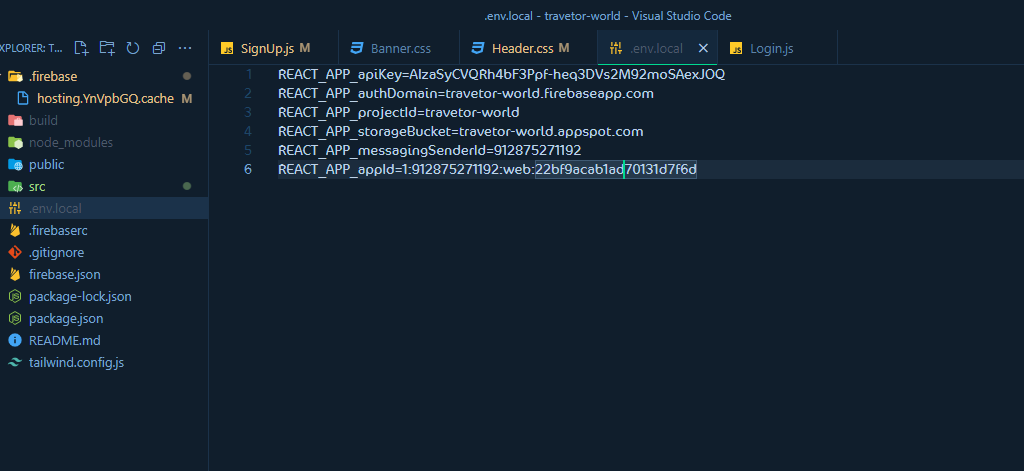 .env.local - travetor-world - Visual Studio Code
XPLORER: T...
SignUp.js M
Banner.css
Header.css M
.env.local
Login.js
.firebase
hosting.YnVpbGQ.cache M
build
node_modules
public
src
.env.local
.firebaserc
.gitignore
firebase.json
package-lock.json
package.json
README.md
tailwind.config.js
1 REACT_APP_apiKey=AIzaSyCVQRh4bF3Ppf-heq3DVs2M92moSAexJOQ
2 REACT_APP_authDomain=travetor-world.firebaseapp.com
3 REACT_APP_projectId=travetor-world
4 REACT_APP_storageBucket=travetor-world.appspot.com
5 REACT_APP_messagingSenderId=912875271192
6 REACT_APP_appId=1:912875271192:web:22bf9acab1ad70131d7f6d